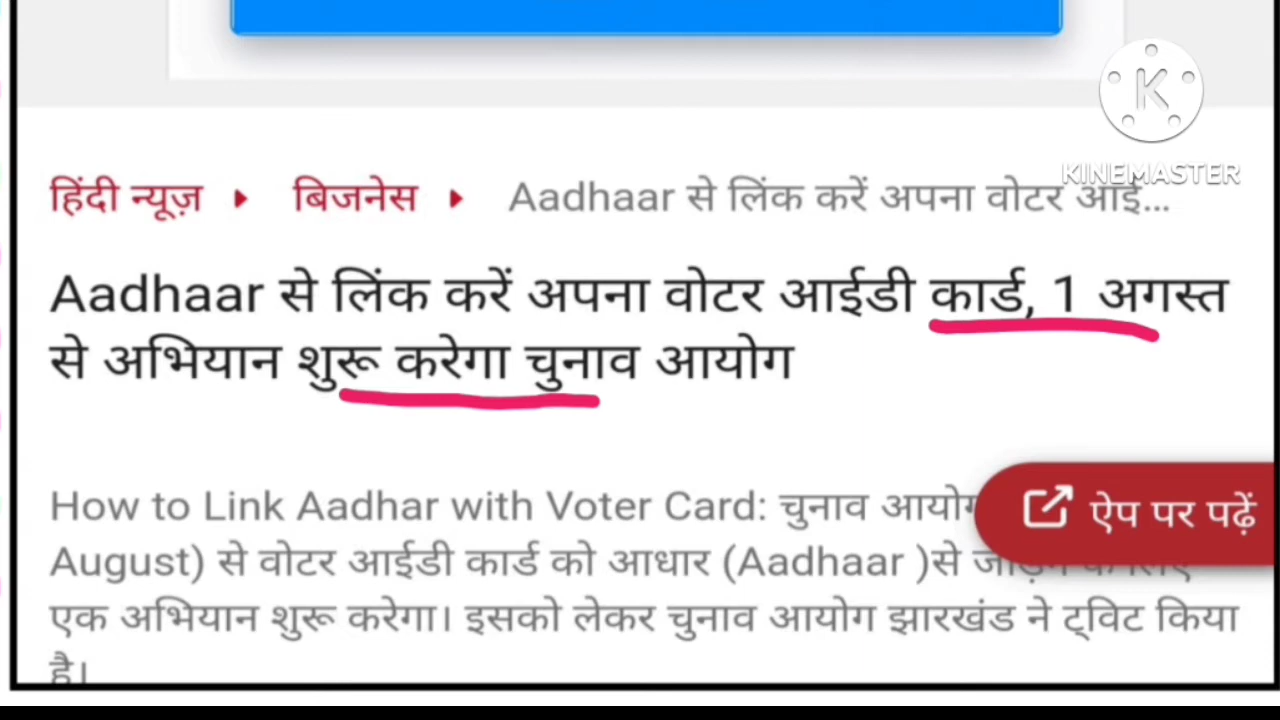 K
KINEMASTER
हिंदी न्यूज़ बिजनेस Aadhaar से लिंक करें अपना वोटर आई...
Aadhaar से लिंक करें अपना वोटर आईडी कार्ड, 1 अगस्त
से अभियान शुरू करेगा चुनाव आयोग
How to Link Aadhar with Voter Card: चुनाव
ऐप पर पढ़ें
August) से वोटर आईडी कार्ड को आधार (Aadhaar )से
एक अभियान शुरू करेगा। इसको लेकर चुनाव आयोग झारखंड ने ट्विट किया
है।